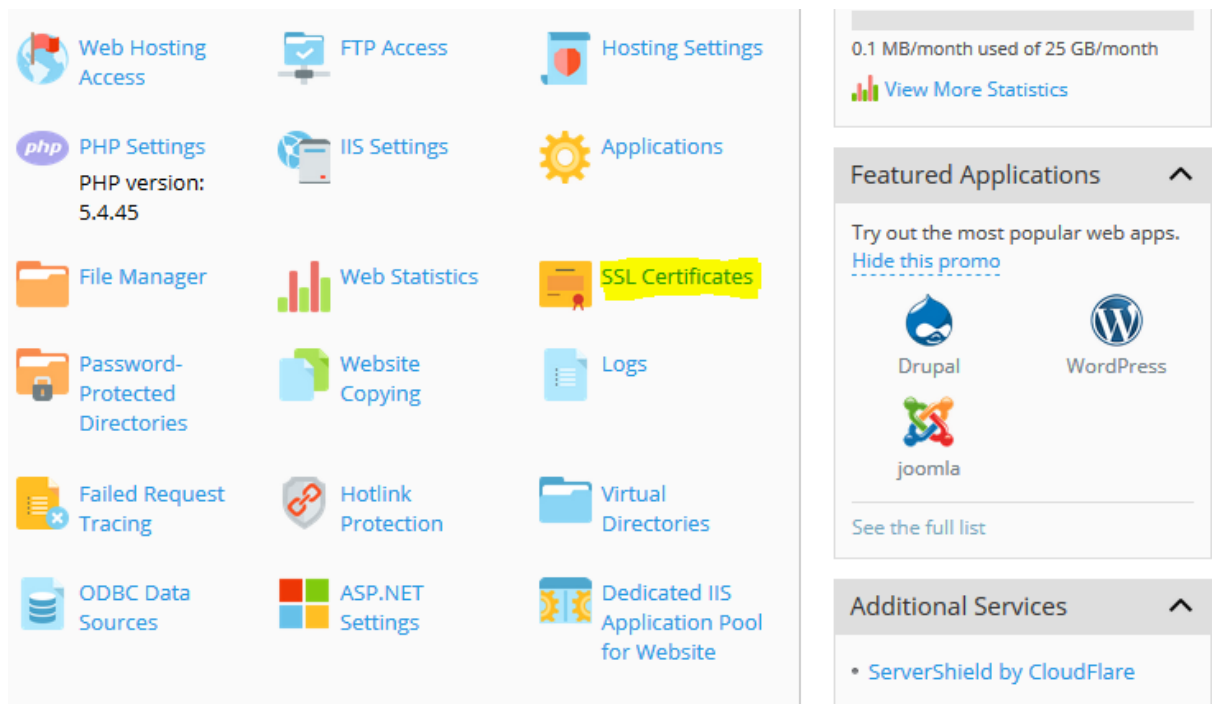 Web Hosting
Access
FTP Access
Hosting Settings
php
PHP Settings
PHP version:
5.4.45
IIS Settings
Applications
File Manager
Web Statistics
SSL Certificates
Password-
Protected
Directories
Website
Copying
Logs
Failed Request
Tracing
Hotlink
Protection
Virtual
Directories
ODBC Data
Sources
ASP.NET
Settings
Dedicated IIS
Application Pool
for Website
0.1 MB/month used of 25 GB/month
View More Statistics
Featured Applications
Try out the most popular web apps.
Hide this promo
Drupal
WordPress
joomla
See the full list
Additional Services
• ServerShield by CloudFlare